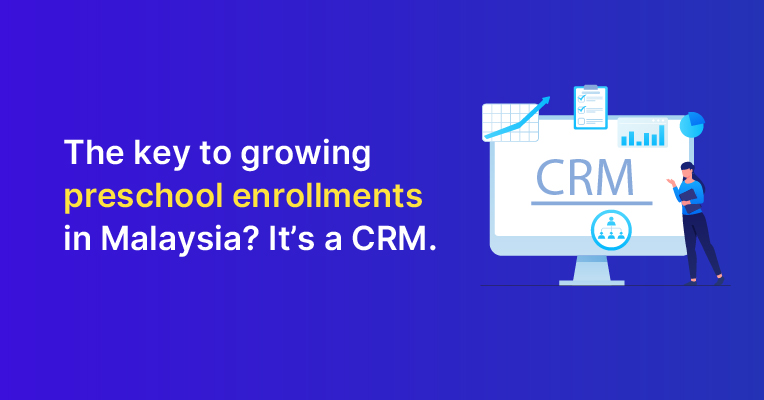 The key to growing
preschool enrollments
in Malaysia? It’s a CRM.
CRM